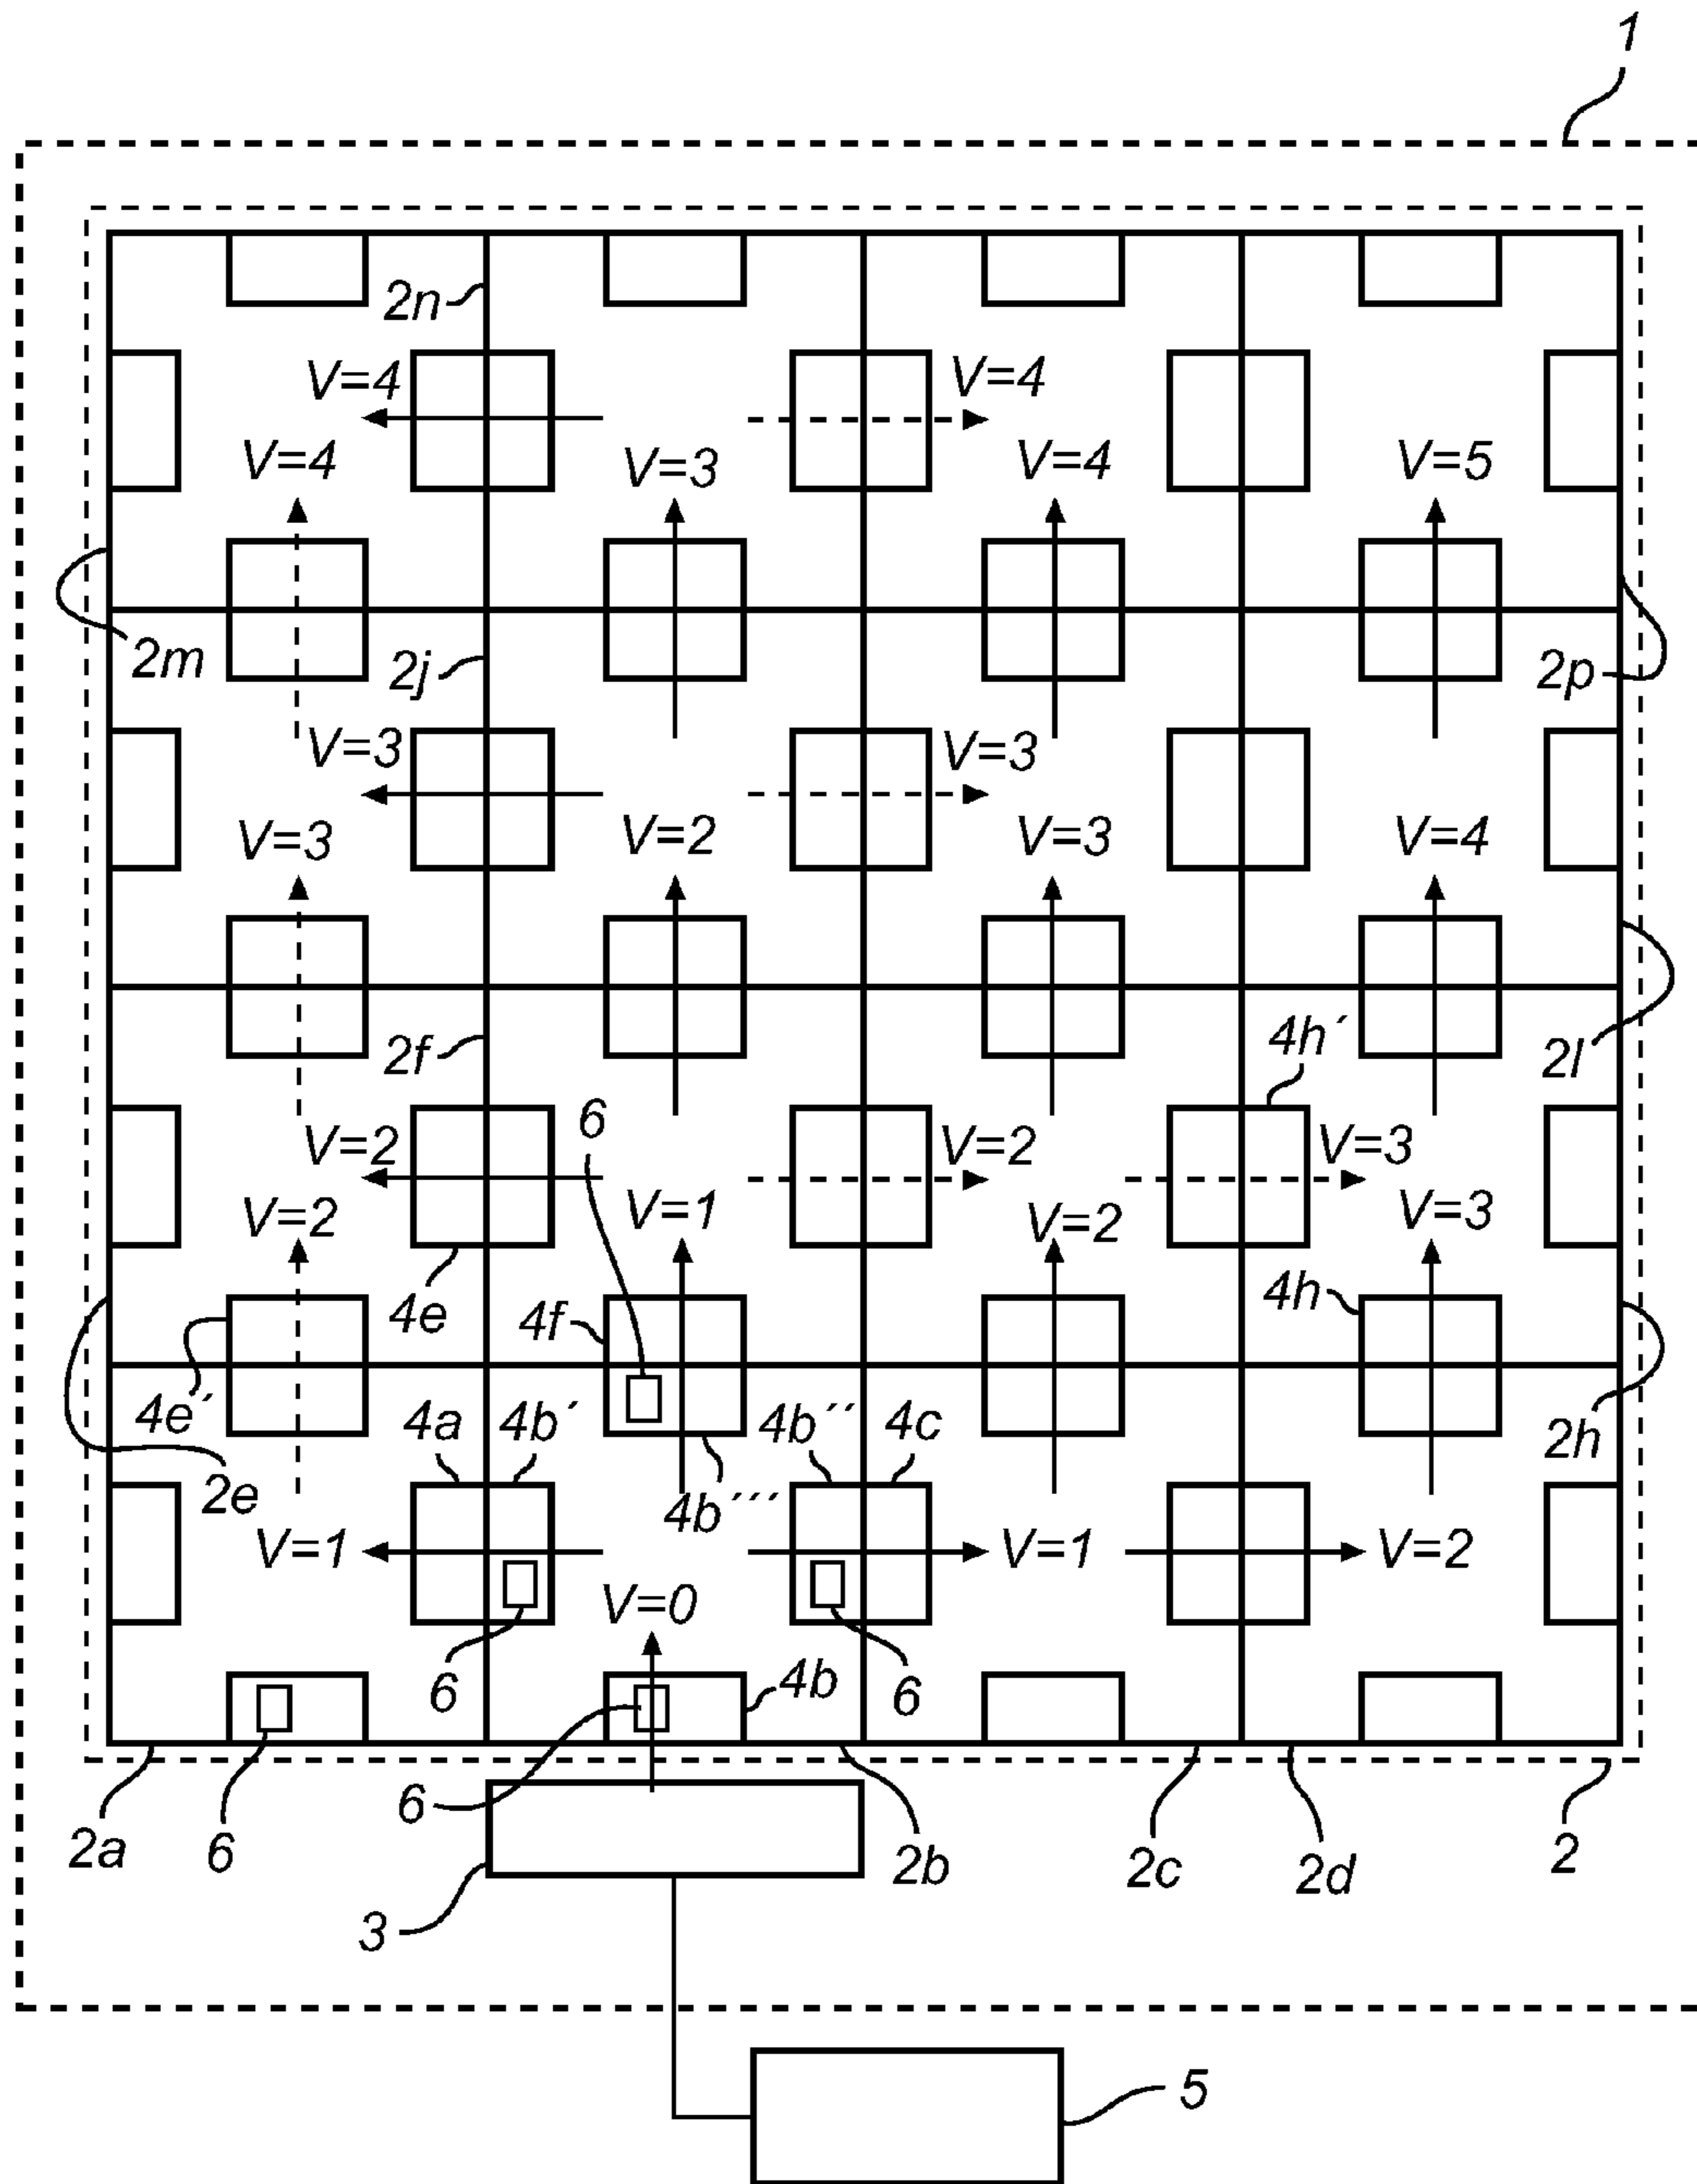 1
2n
V=4 V=4
V=4 V=3 V=4 V=5
2m 2j 2p
V=3 V=3
V=3 V=2 V=3 V=4
2f 4h´ 2l
6
V=2 V=2 V=3
V=2 V=1 V=2 V=3
4e 4f 4h
4e´ 4a 4b´ 4b´´ 4c 2h
2e 4b´´´
V=1 V=1 V=2
V=0
6 4b 6
2a 6 6 2b 2c 2d 2
3
5